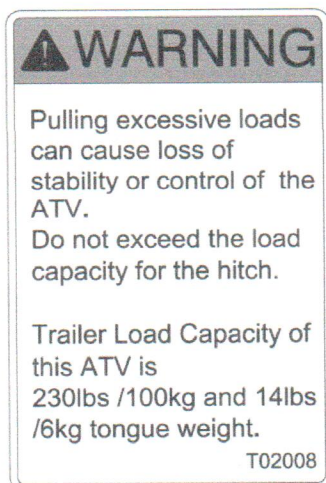 WARNING
Pulling excessive loads
can cause loss of
stability or control of the
ATV.
Do not exceed the load
capacity for the hitch.
Trailer Load Capacity of
this ATV is
230lbs /100kg and 14lbs
/6kg tongue weight.
T02008